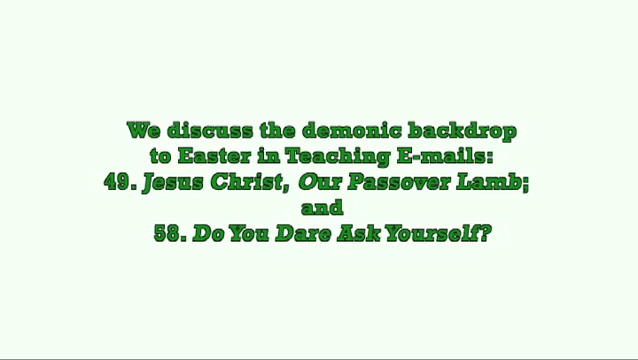 We discuss the demonic backdrop
to Easter in Teaching E-mails:
49. Jesus Christ, Our Passover Lamb;
and
58. Do You Dare Ask Yourself?